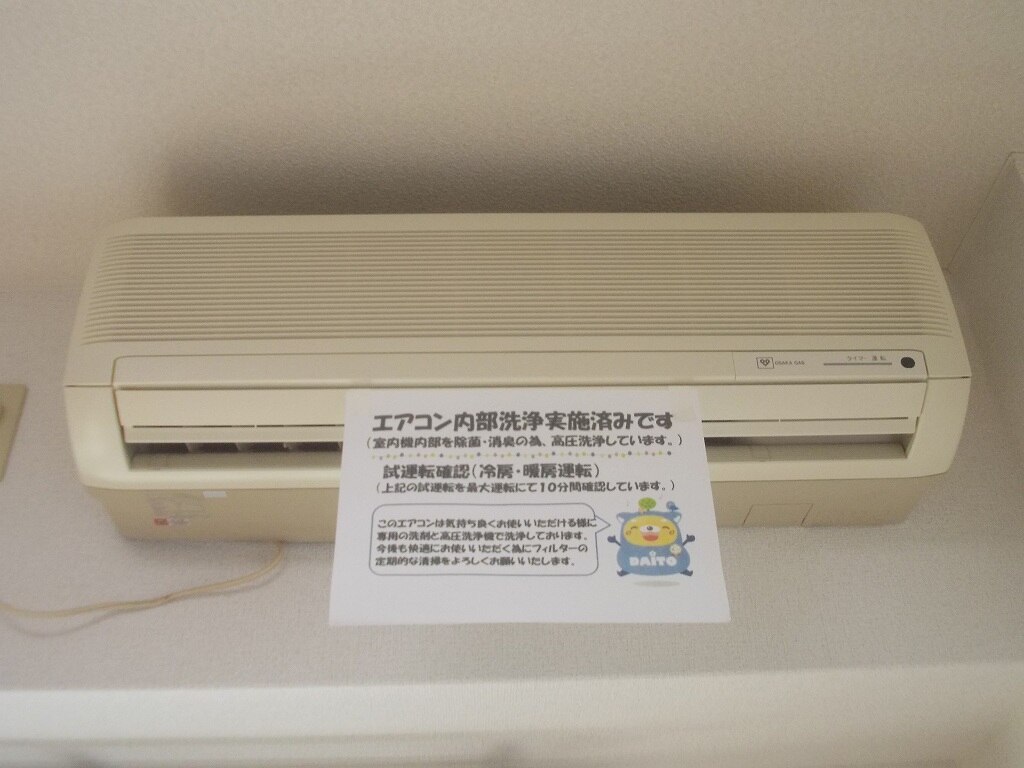 OSAKA GAS
タイマー 運転
エアコン内部洗浄実施済みです
(室内機内部を除菌・消臭の為、高圧洗浄しています。)
試運転確認(冷房・暖房運転)
(上記の試運転を最大運転にて10分間確認しています。)
このエアコンは気持ち良くお使いいただける様に
専用の洗剤と高圧洗浄機で洗浄しております。
今後も快適にお使いいただく為にフィルターの
定期的な清掃をよろしくお願いいたします。
DAITO